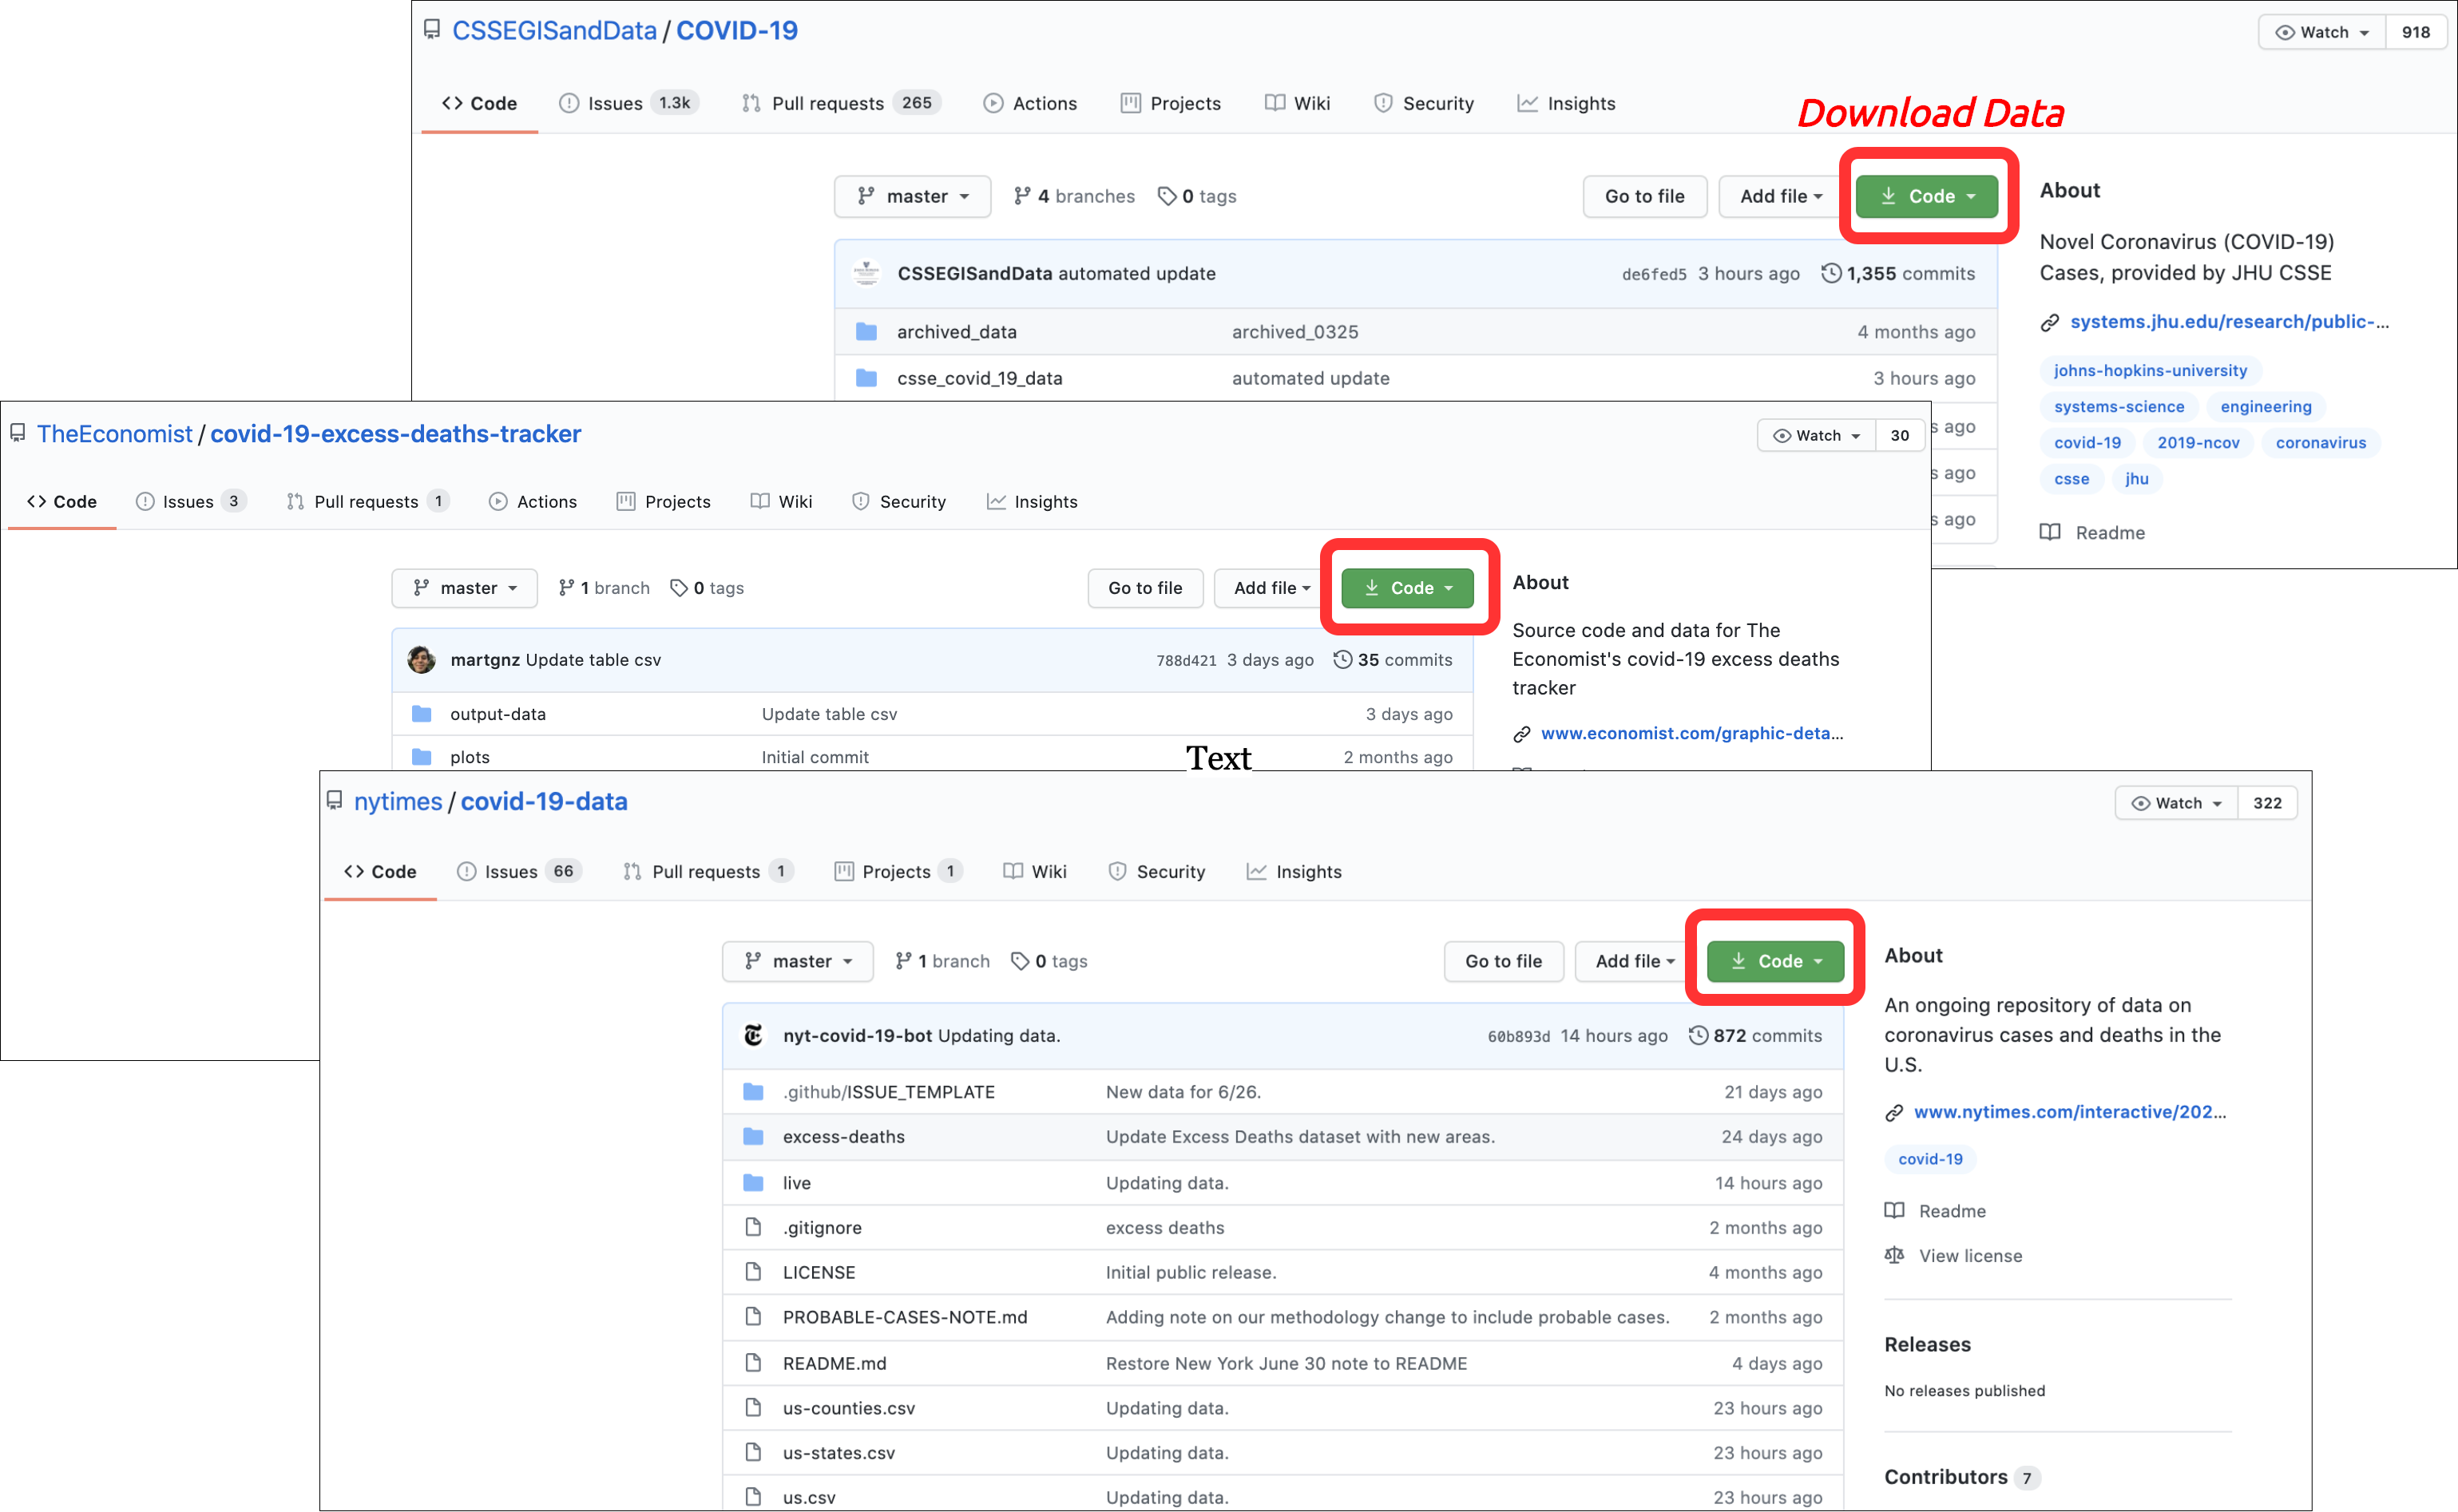 CSSEGISandData / COVID-19
Watch 918
Code Issues 1.3k Pull requests 265 Actions Projects Wiki Security Insights
Download Data
master 4 branches 0 tags Go to file Add file Code
CSSEGISandData automated update de6fed5 3 hours ago 1,355 commits
archived_data archived_0325 4 months ago
csse_covid_19_data automated update 3 hours ago
s ago
s ago
s ago
About
Novel Coronavirus (COVID-19)
Cases, provided by JHU CSSE
systems.jhu.edu/research/public-...
johns-hopkins-university
systems-science engineering
covid-19 2019-ncov coronavirus
csse jhu
Readme
TheEconomist / covid-19-excess-deaths-tracker
Watch 30
Code Issues 3 Pull requests 1 Actions Projects Wiki Security Insights
master 1 branch 0 tags Go to file Add file Code
martgnz Update table csv 788d421 3 days ago 35 commits
output-data Update table csv 3 days ago
plots Initial commit 2 months ago
About
Source code and data for The
Economist's covid-19 excess deaths
tracker
www.economist.com/graphic-deta...
Text
nytimes / covid-19-data
Watch 322
Code Issues 66 Pull requests 1 Projects 1 Wiki Security Insights
master 1 branch 0 tags Go to file Add file Code
nyt-covid-19-bot Updating data. 60b893d 14 hours ago 872 commits
.github/ISSUE_TEMPLATE New data for 6/26. 21 days ago
excess-deaths Update Excess Deaths dataset with new areas. 24 days ago
live Updating data. 14 hours ago
.gitignore excess deaths 2 months ago
LICENSE Initial public release. 4 months ago
PROBABLE-CASES-NOTE.md Adding note on our methodology change to include probable cases. 2 months ago
README.md Restore New York June 30 note to README 4 days ago
us-counties.csv Updating data. 23 hours ago
us-states.csv Updating data. 23 hours ago
us.csv Updating data. 23 hours ago
About
An ongoing repository of data on
coronavirus cases and deaths in the
U.S.
www.nytimes.com/interactive/202...
covid-19
Readme
View license
Releases
No releases published
Contributors 7